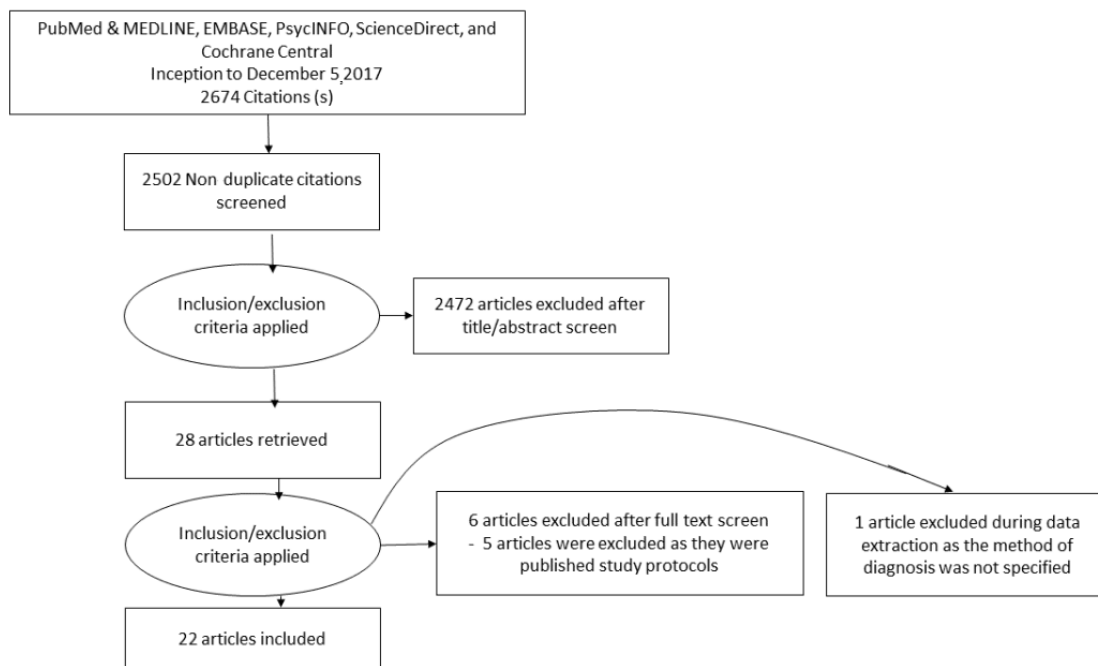 PubMed & MEDLINE, EMBASE, PsycINFO, ScienceDirect, and
Cochrane Central
Inception to December 5,2017
2674 Citations (s)
2502 Non duplicate citations
screened
Inclusion/exclusion
criteria applied
2472 articles excluded after
title/abstract screen
28 articles retrieved
Inclusion/exclusion
criteria applied
6 articles excluded after full text screen
- 5 articles were excluded as they were
published study protocols
1 article excluded during data
extraction as the method of
diagnosis was not specified
22 articles included